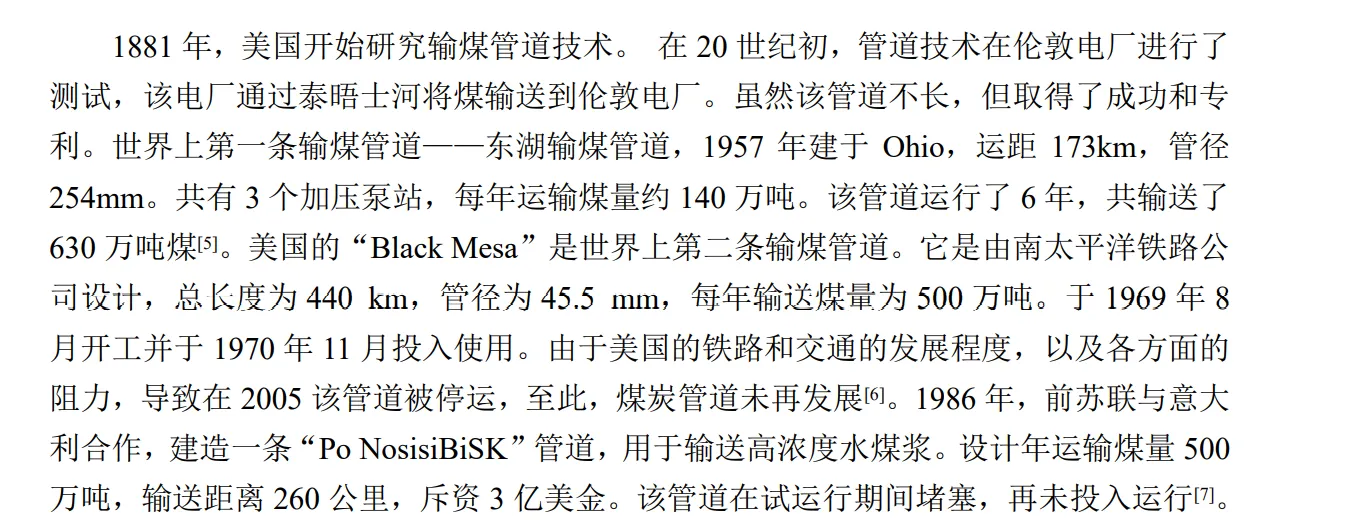 1881 年，美国开始研究输煤管道技术。 在 20 世纪初，管道技术在伦敦电厂进行了
测试，该电厂通过泰晤士河将煤输送到伦敦电厂。虽然该管道不长，但取得了成功和专
利。世界上第一条输煤管道——东湖输煤管道，1957 年建于 Ohio，运距 173km，管径
254mm。共有 3 个加压泵站，每年运输煤量约 140 万吨。该管道运行了 6 年，共输送了
630 万吨煤[5]。美国的“Black Mesa”是世界上第二条输煤管道。它是由南太平洋铁路公
司设计，总长度为 440 km，管径为 45.5 mm，每年输送煤量为 500 万吨。于 1969 年 8
月开工并于 1970 年 11 月投入使用。由于美国的铁路和交通的发展程度，以及各方面的
阻力，导致在 2005 该管道被停运，至此，煤炭管道未再发展[6]。1986 年，前苏联与意大
利合作，建造一条“Po NosisiBiSK”管道，用于输送高浓度水煤浆。设计年运输煤量 500
万吨，输送距离 260 公里，斥资 3 亿美金。该管道在试运行期间堵塞，再未投入运行[7]。